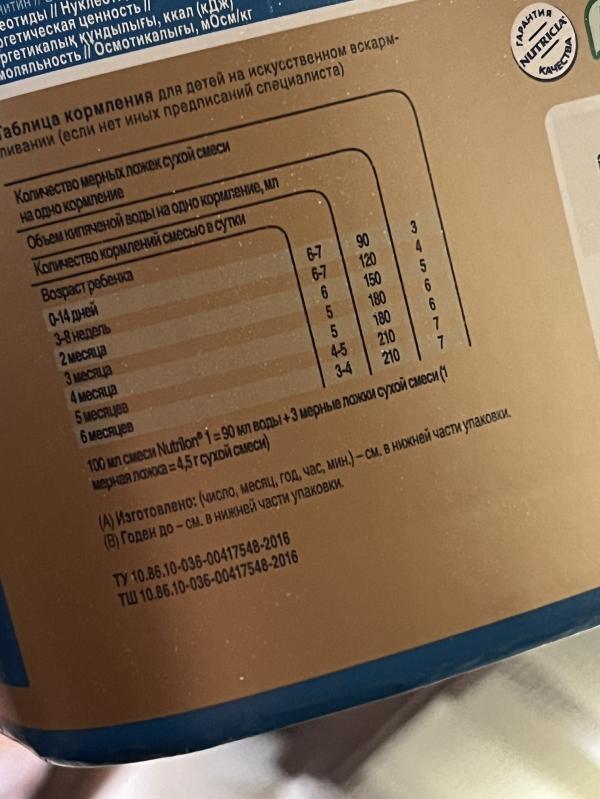 еотиды // Нуклео
ргетическая ценность //
ргетикалық құндылығы, ккал (кДж)
моляльность // Осмотикалығы, мОсм/кг
ГАРАНТИЯ
NUTRICIA
КАЧЕСТВА
Таблица кормления для детей на искусственном вскарм-
ливании (если нет иных предписаний специалиста)
Количество мерных ложек сухой смеси
на одно кормление
Объем кипяченой воды на одно кормление, мл
Количество кормлений смесью в сутки
Возраст ребенка
0-14 дней 6-7 90 3
3-8 недель 6-7 120 4
2 месяца 6 150 5
3 месяца 5 180 6
4 месяца 5 180 6
5 месяцев 4-5 210 7
6 месяцев 3-4 210 7
100 мл смеси Nutrilon® 1 = 90 мл воды + 3 мерные ложки сухой смеси (1
мерная ложка = 4,5 г сухой смеси)
(A) Изготовлено: (число, месяц, год, час, мин.) – см. в нижней части упаковки.
(B) Годен до – см. в нижней части упаковки.
ТУ 10.86.10-036-00417548-2016
ТШ 10.86.10-036-00417548-2016